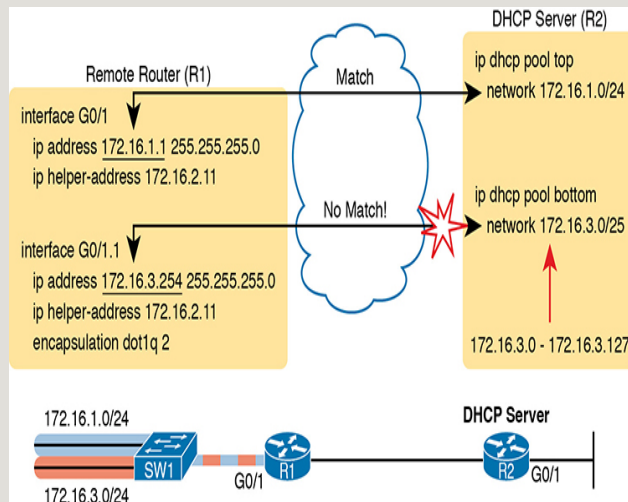 DHCP Server (R2)
Remote Router (R1)
interface G0/1
ip address 172.16.1.1 255.255.255.0
ip helper-address 172.16.2.11
interface G0/1.1
ip address 172.16.3.254 255.255.255.0
ip helper-address 172.16.2.11
encapsulation dot1q 2
Match
No Match!
ip dhcp pool top
network 172.16.1.0/24
ip dhcp pool bottom
network 172.16.3.0/25
172.16.3.0 - 172.16.3.127
172.16.1.0/24
172.16.3.0/24
SW1
G0/1
R1
DHCP Server
R2
G0/1